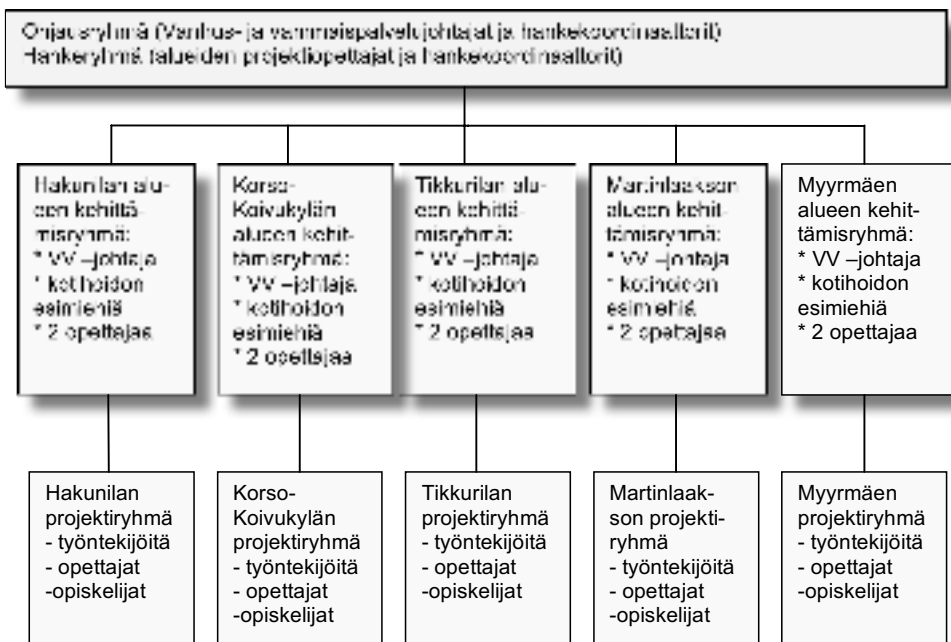 Ohjausryhmä (Vanhus- ja vammaispalvelujohtajat ja hankekoordinaattorit)
Hankeryhmä (alueiden projektiopettajat ja hankekoordinaattorit)
Hakunilan alu-
een kehittä-
misryhmä:
* VV –johtaja
* kotihoidon
esimiehiä
* 2 opettajaa
Korso-
Koivukylän
alueen kehit-
tämisryhmä:
* VV –johtaja
* kotihoidon
esimiehiä
* 2 opettajaa
Tikkurilan alu-
een kehittä-
misryhmä:
* VV –johtaja
* kotihoidon
esimiehiä
* 2 opettajaa
Martinlaakson
alueen kehit-
tämisryhmä:
* VV –johtaja
* kotihoidon
esimiehiä
* 2 opettajaa
Myyrmäen
alueen kehit-
tämisryhmä:
* VV –johtaja
* kotihoidon
esimiehiä
* 2 opettajaa
Hakunilan
projektiryhmä
- työntekijöitä
- opettajat
-opiskelijat
Korso-
Koivukylän
projektiryhmä
- työntekijöitä
- opettajat
-opiskelijat
Tikkurilan
projektiryhmä
- työntekijöitä
- opettajat
-opiskelijat
Martinlaak-
son projekti-
ryhmä
- työntekijöitä
- opettajat
-opiskelijat
Myyrmäen
projektiryhmä
- työntekijöitä
- opettajat
-opiskelijat